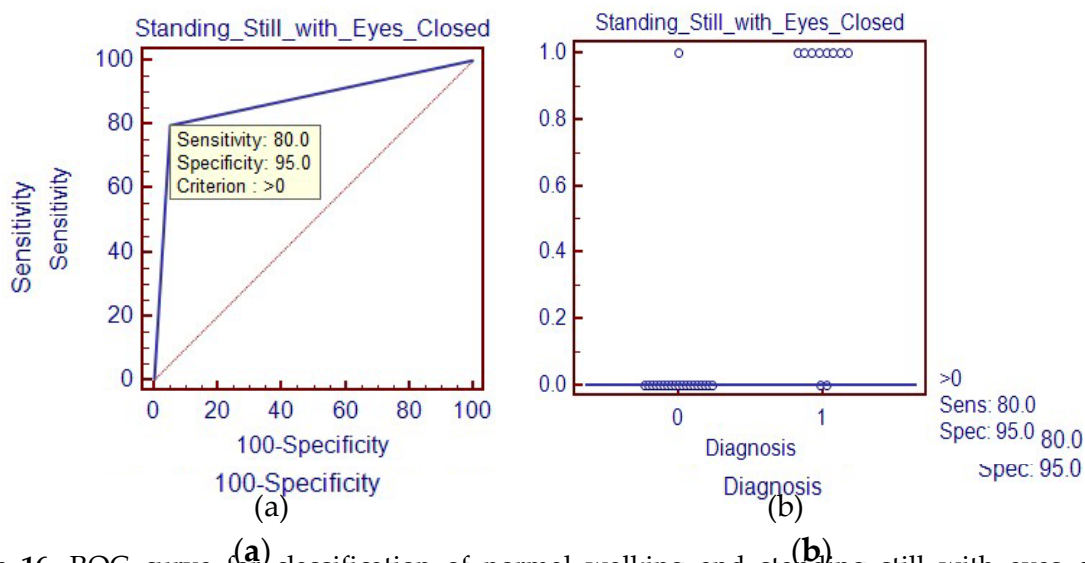 Standing_Still_with_Eyes_Closed
100
80
60
40
20
0
Sensitivity: 80.0
Specificity: 95.0
Criterion : >0
Sensitivity
Sensitivity
0 20 40 60 80 100
100-Specificity
100-Specificity
(a)
(a)
Standing_Still_with_Eyes_Closed
1.0
0.8
0.6
0.4
0.2
0.0
0 1
Diagnosis
Diagnosis
>0
Sens: 80.0
Spec: 95.0
80.0
Spec: 95.0
(b)
(b)
16. ROC curve for classification of normal walking and standing still with eyes